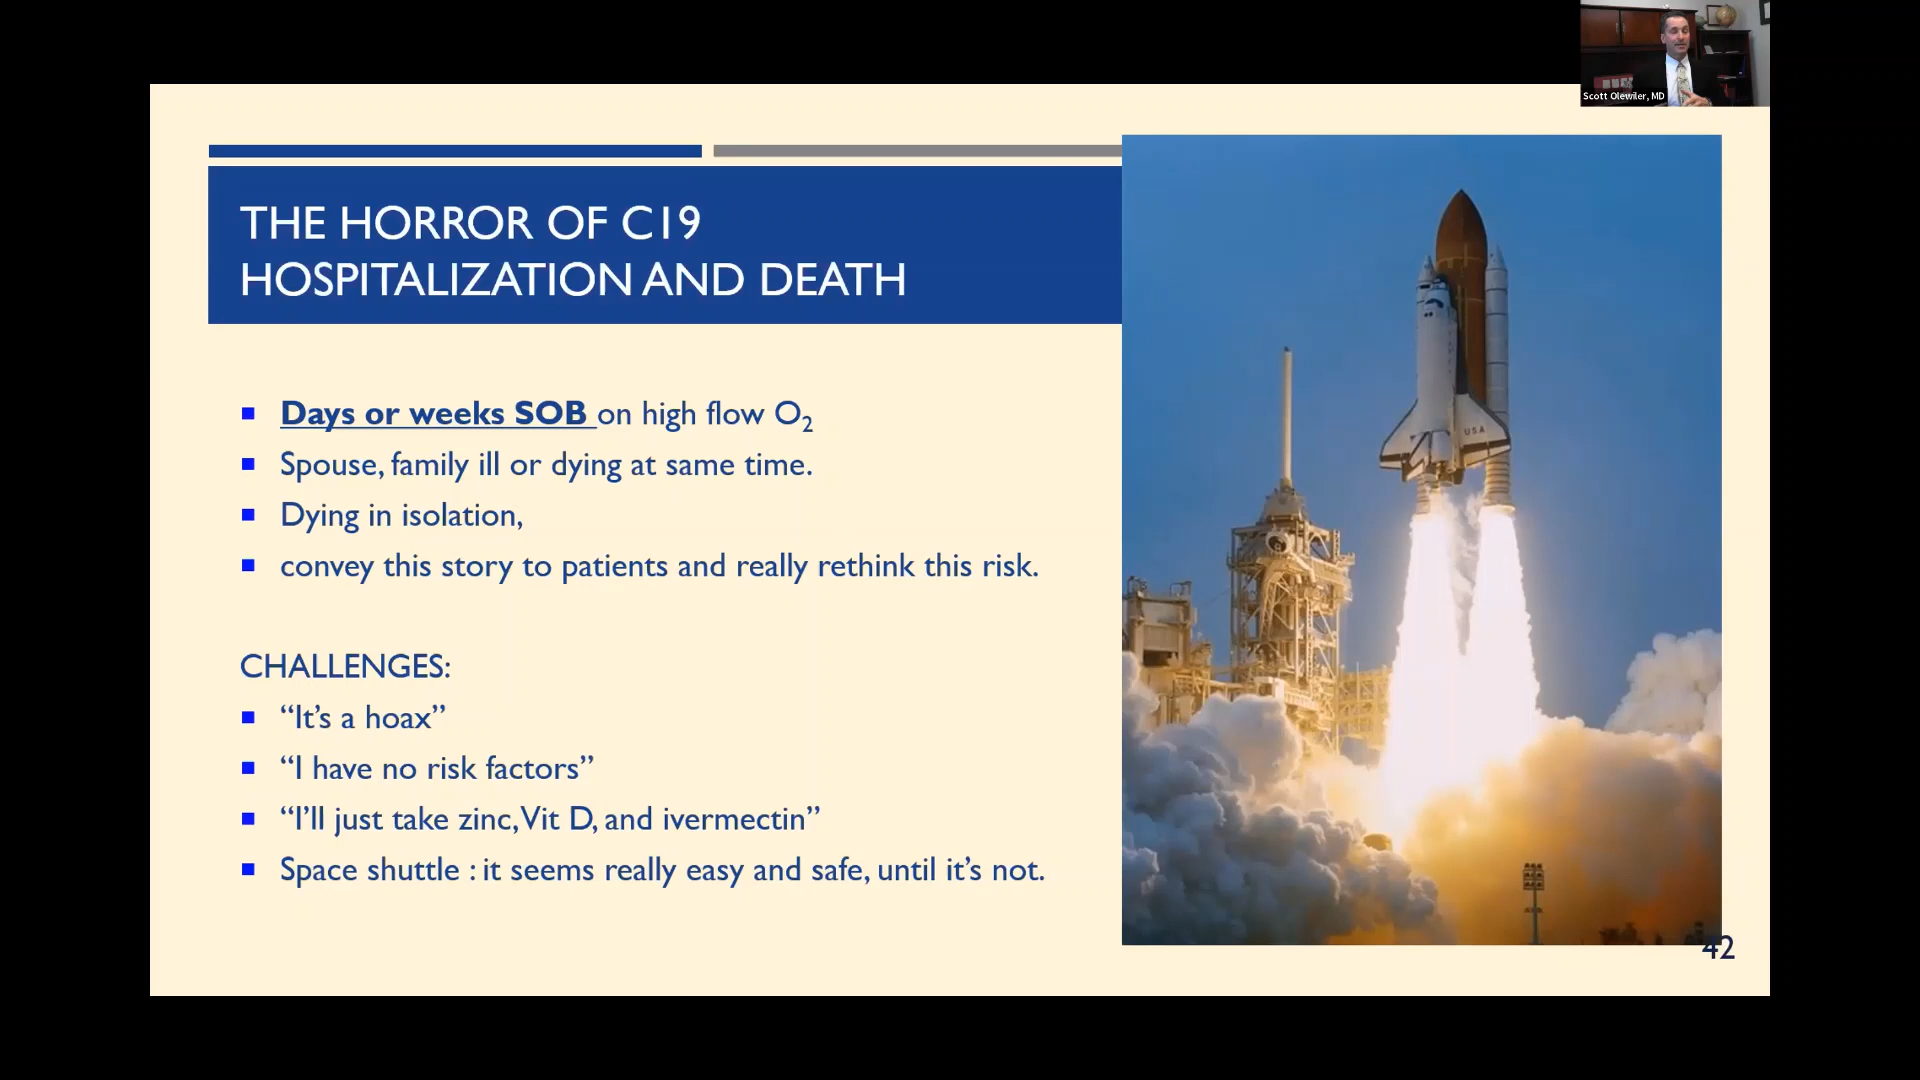 Scott Olewiler, MD
THE HORROR OF C19
HOSPITALIZATION AND DEATH
Days or weeks SOB on high flow O₂
Spouse, family ill or dying at same time.
Dying in isolation,
convey this story to patients and really rethink this risk.
CHALLENGES:
“It’s a hoax”
“I have no risk factors”
“I’ll just take zinc, Vit D, and ivermectin”
Space shuttle : it seems really easy and safe, until it’s not.
USA
42